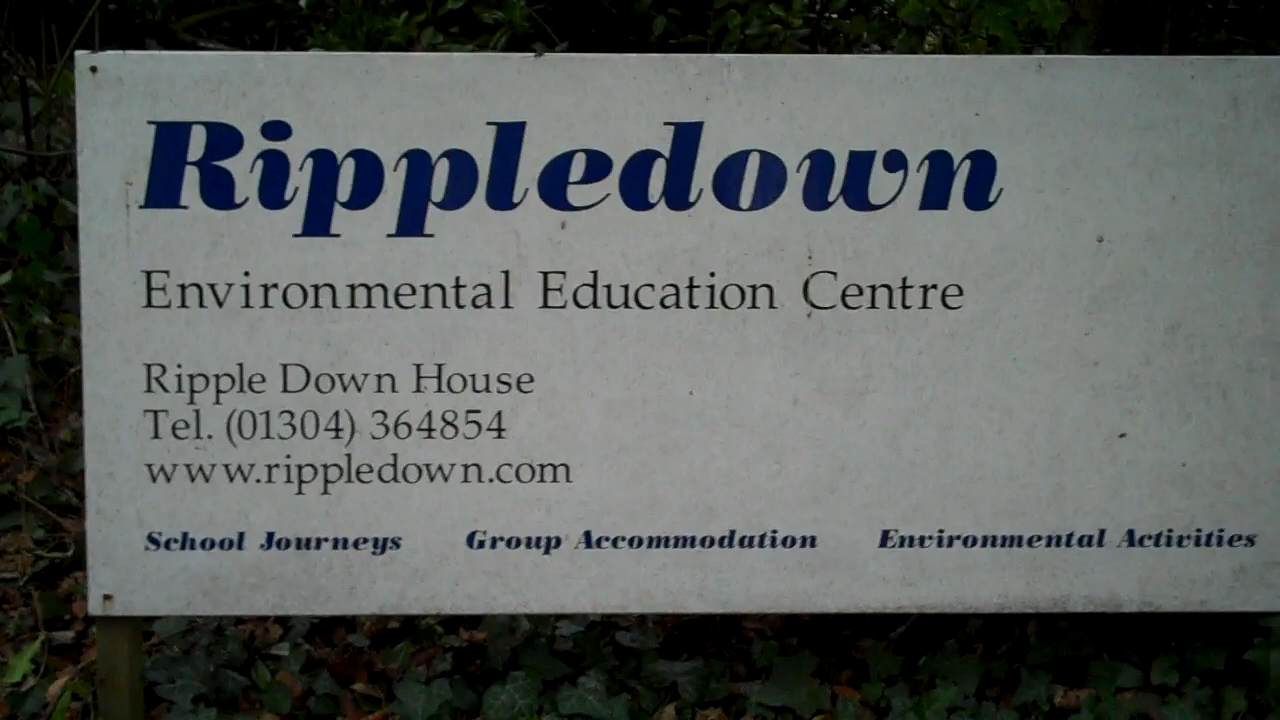 Rippledown
Environmental Education Centre
Ripple Down House
Tel. (01304) 364854
www.rippledown.com
School Journeys Group Accommodation Environmental Activities